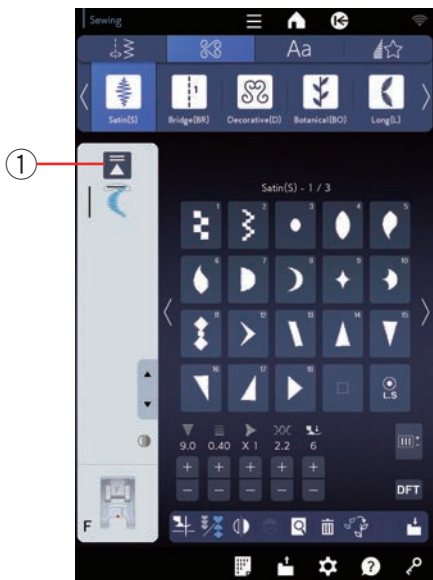 Sewing
Aa
1
Satin(S) Bridge(BR) Decorative(D) Botanical(BO) Long(L)
1
Satin(S) - 1 / 3
1 2 3 4 5
6 7 8 9 10
11 12 13 14 15
16 17 18
L.S
9.0 0.40 X 1 2.2 6
+ + + + +
− − − − −
DFT
F
?